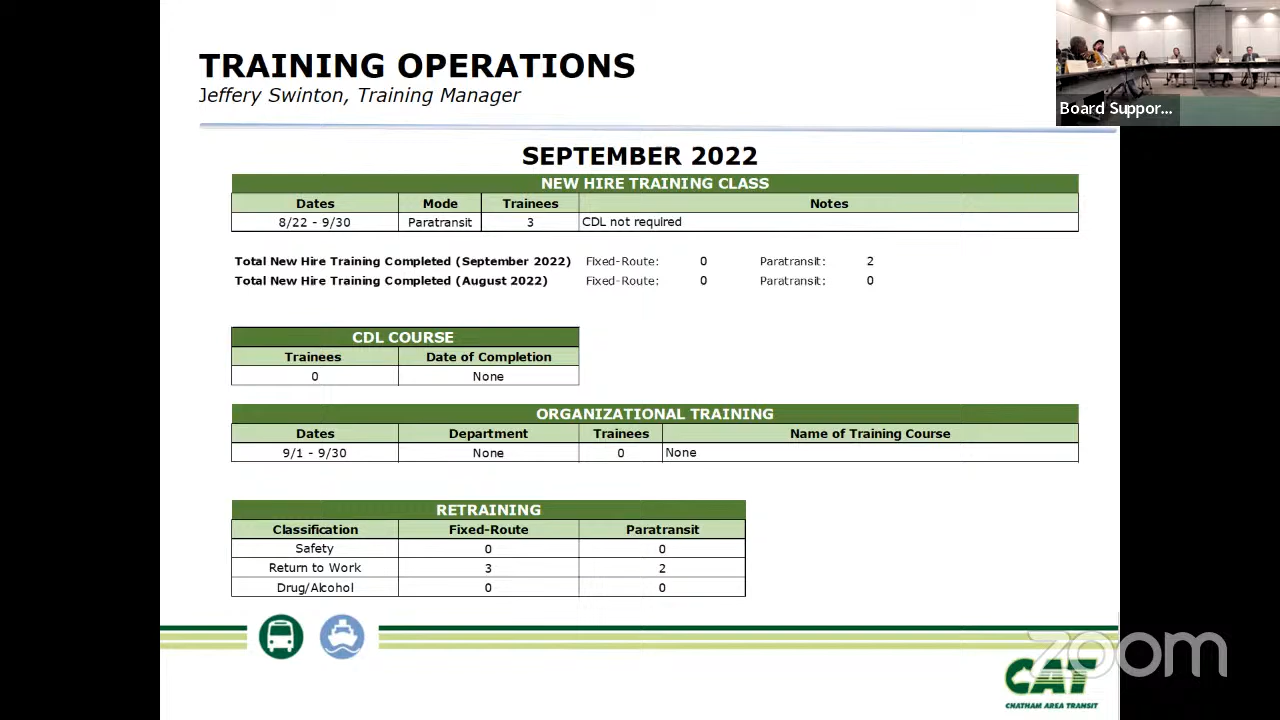 TRAINING OPERATIONS
Jeffery Swinton, Training Manager
Board Suppor...
SEPTEMBER 2022
NEW HIRE TRAINING CLASS
Dates Mode Trainees Notes
8/22 - 9/30 Paratransit 3 CDL not required
Total New Hire Training Completed (September 2022) Fixed-Route: 0 Paratransit: 2
Total New Hire Training Completed (August 2022) Fixed-Route: 0 Paratransit: 0
CDL COURSE
Trainees Date of Completion
0 None
ORGANIZATIONAL TRAINING
Dates Department Trainees Name of Training Course
9/1 - 9/30 None 0 None
RETRAINING
Classification Fixed-Route Paratransit
Safety 0 0
Return to Work 3 2
Drug/Alcohol 0 0
zoom
CAT
CHATHAM AREA TRANSIT